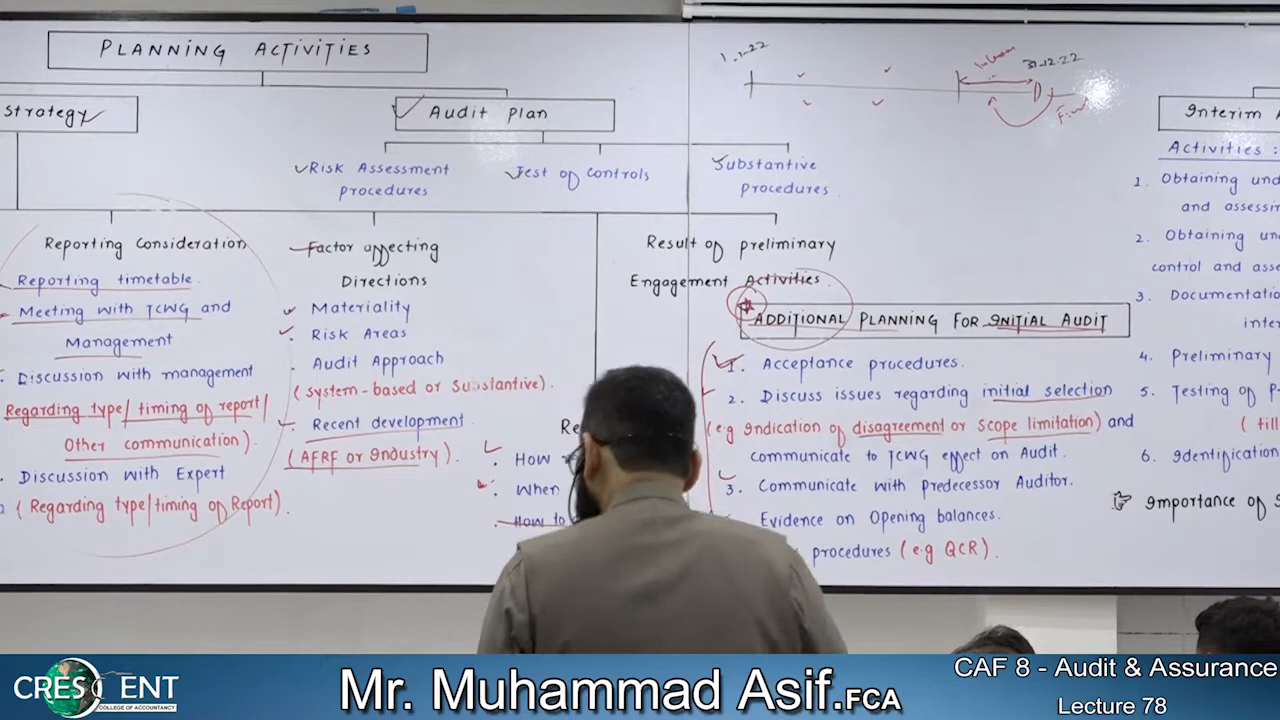 PLANNING ACTIVITIES
strategy
Audit plan
Risk Assessment
procedures
Test of controls
Substantive
procedures
Reporting Consideration
Reporting timetable.
Meeting with TCWG and
Management
Discussion with management
Regarding type/timing of report/
Other communication).
Discussion with Expert
(Regarding type/timing of Report).
Factor affecting
Directions
Materiality
Risk Areas
Audit Approach
(system-based or Substantive).
Recent development
(AFRF or Industry).
How
When
How to
Result of preliminary
Engagement Activities.
ADDITIONAL PLANNING FOR INITIAL AUDIT
1. Acceptance procedures.
2. Discuss issues regarding initial selection
(e.g Indication of disagreement or scope limitation) and
communicate to TCWG effect on Audit.
3. Communicate with Predecessor Auditor.
Evidence on Opening balances.
procedures (e.g QCR).
1.1.22
31.12.22
Interim
Activities:
1. Obtaining
and
2. Obtaining
control and
3.
4. Preliminary
5. Testing of
6. Identification
Importance of
CRESCENT
COLLEGE OF ACCOUNTANCY
Mr. Muhammad Asif.FCA
CAF 8 - Audit & Assurance
Lecture 78